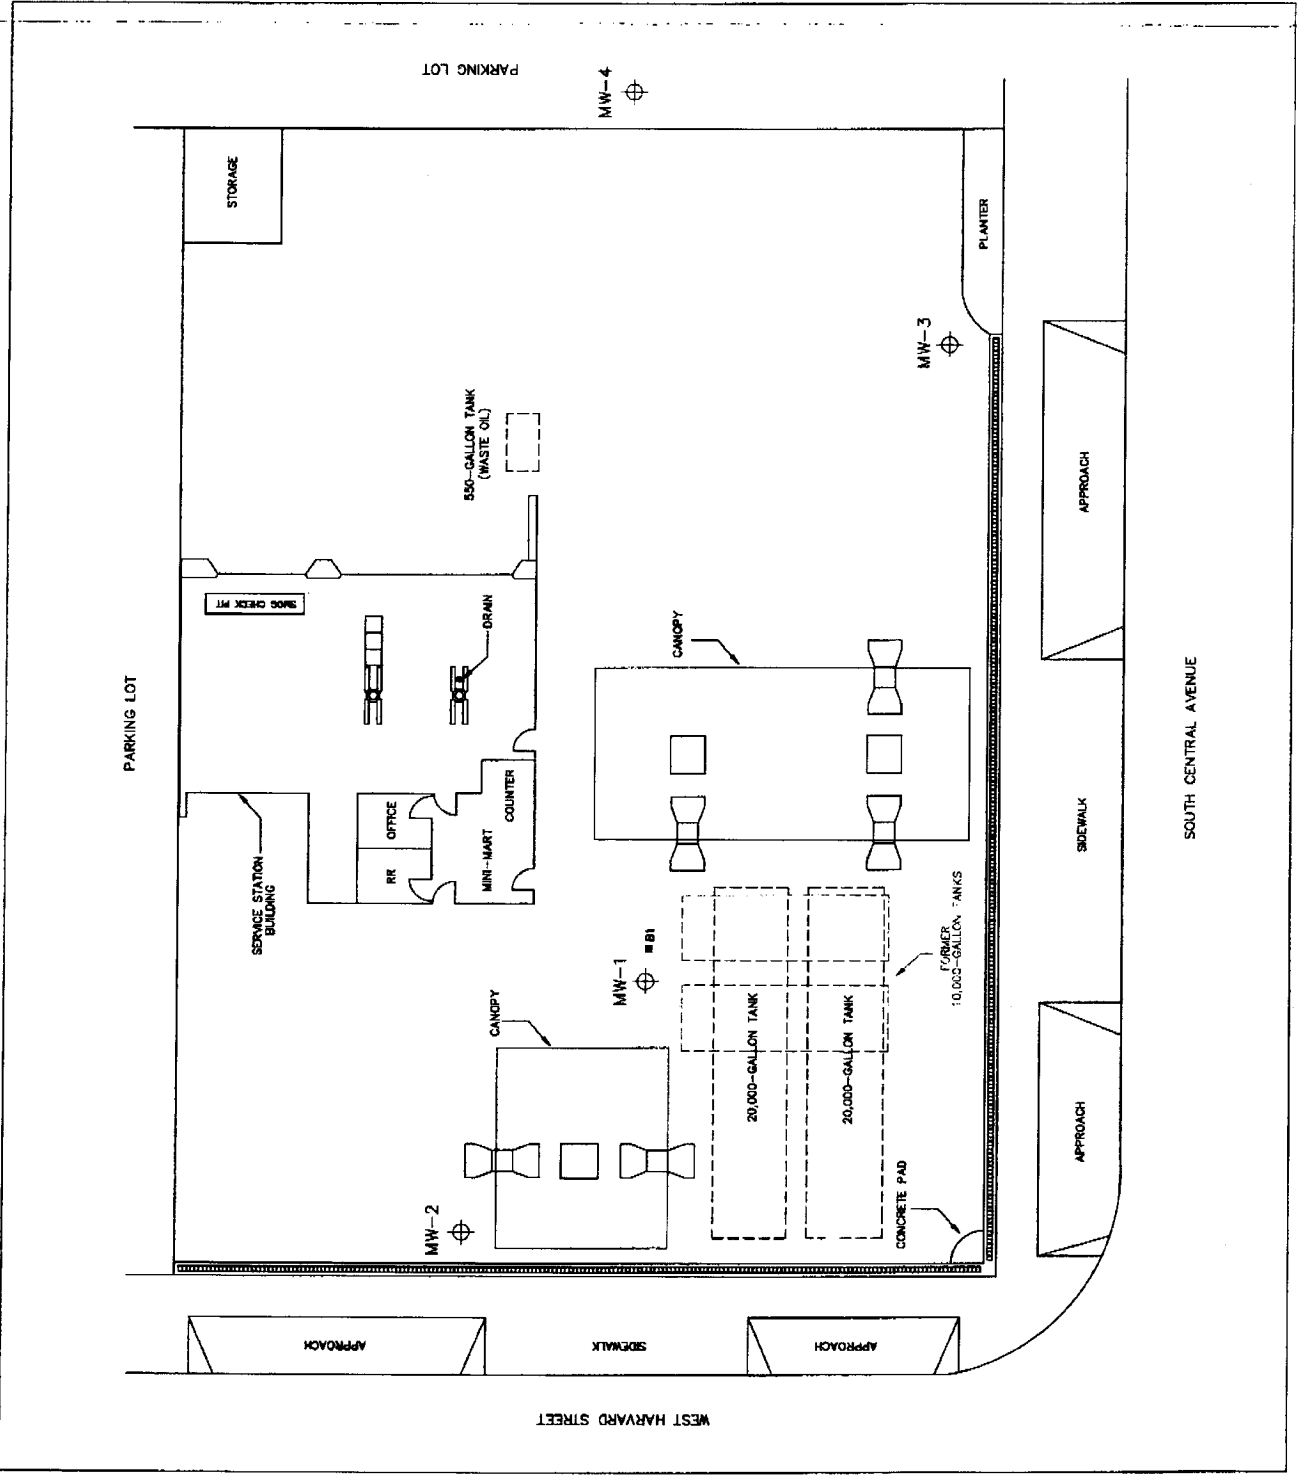 PARKING LOT
MW-4
STORAGE
PLANTER
MW-3
550-GALLON TANK
(WASTE OIL)
APPROACH
SMOG CHECK PIT
DRAIN
CANOPY
PARKING LOT
SOUTH CENTRAL AVENUE
SIDEWALK
COUNTER
MINI-MART
OFFICE
RR
SERVICE STATION
BUILDING
B1
MW-1
FORMER
10,000-GALLON TANKS
CANOPY
20,000-GALLON TANK
20,000-GALLON TANK
APPROACH
CONCRETE PAD
MW-2
APPROACH
SIDEWALK
APPROACH
WEST HARVARD STREET